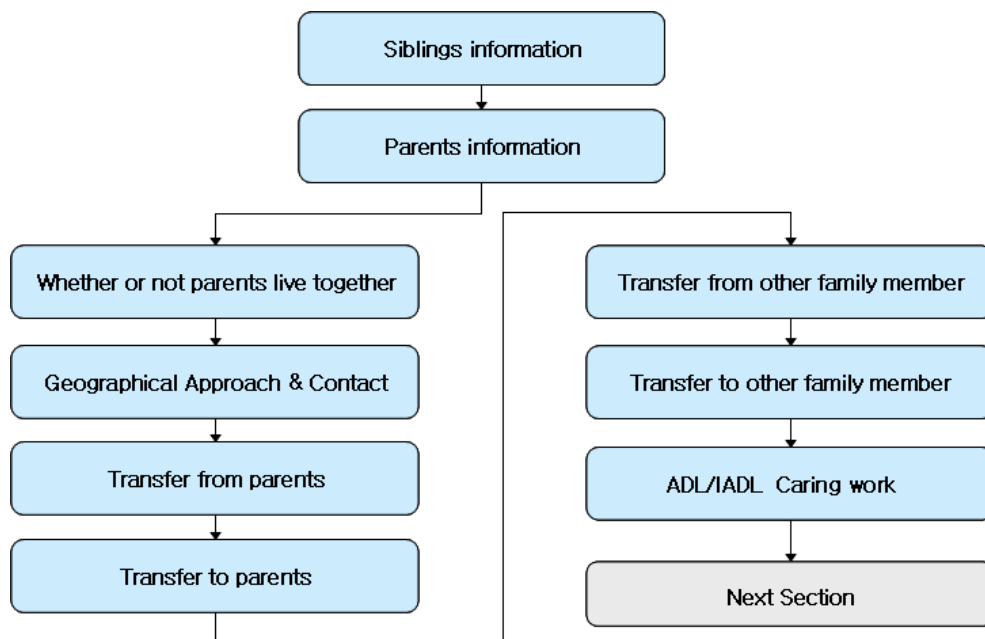 Siblings information
Parents information
Whether or not parents live together
Geographical Approach & Contact
Transfer from parents
Transfer to parents
Transfer from other family member
Transfer to other family member
ADL/IADL Caring work
Next Section